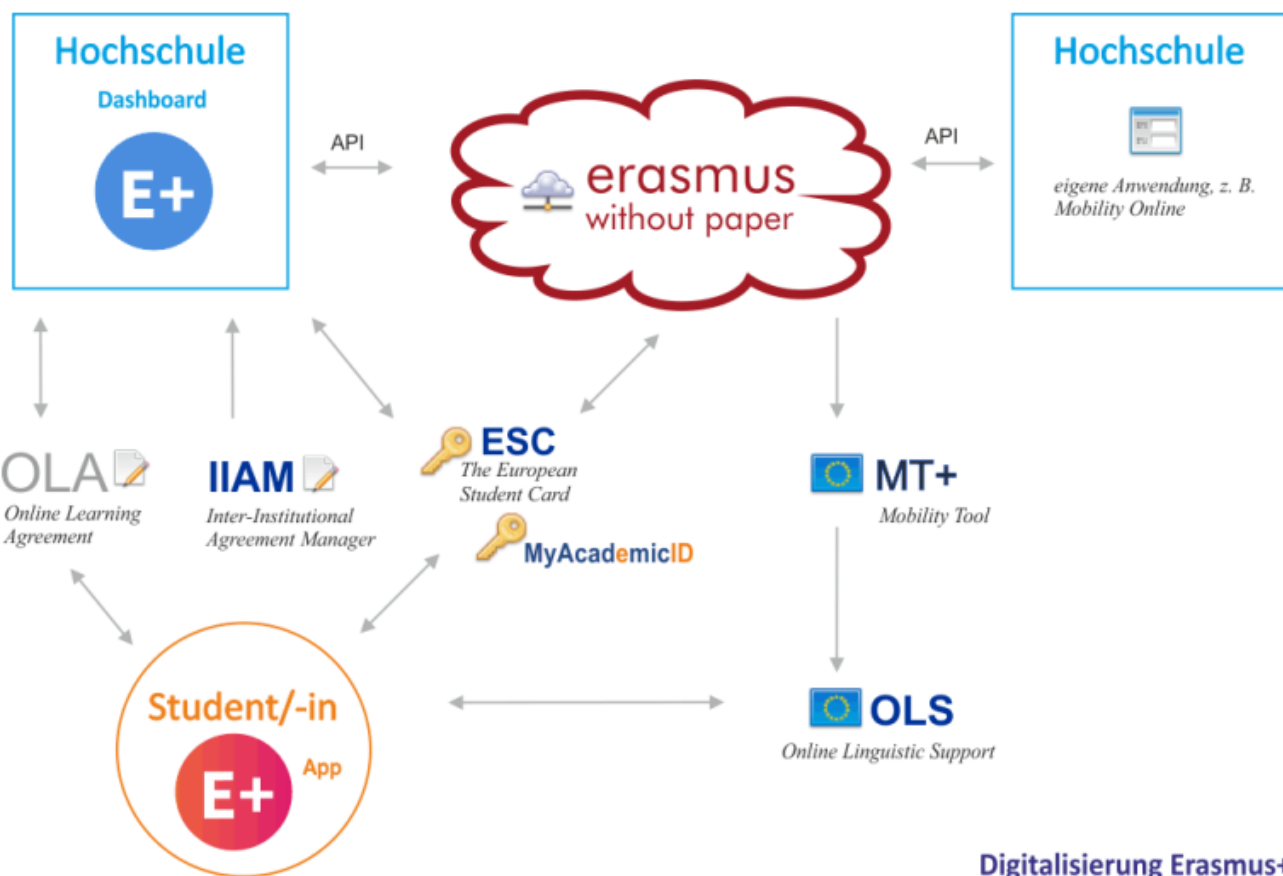 Hochschule
Dashboard
E+
API
erasmus
without paper
API
Hochschule
eigene Anwendung, z. B.
Mobility Online
OLA
Online Learning
Agreement
IIAM
Inter-Institutional
Agreement Manager
ESC
The European
Student Card
MyAcademicID
MT+
Mobility Tool
Student/-in
App
E+
OLS
Online Linguistic Support
Digitalisierung Erasmus+